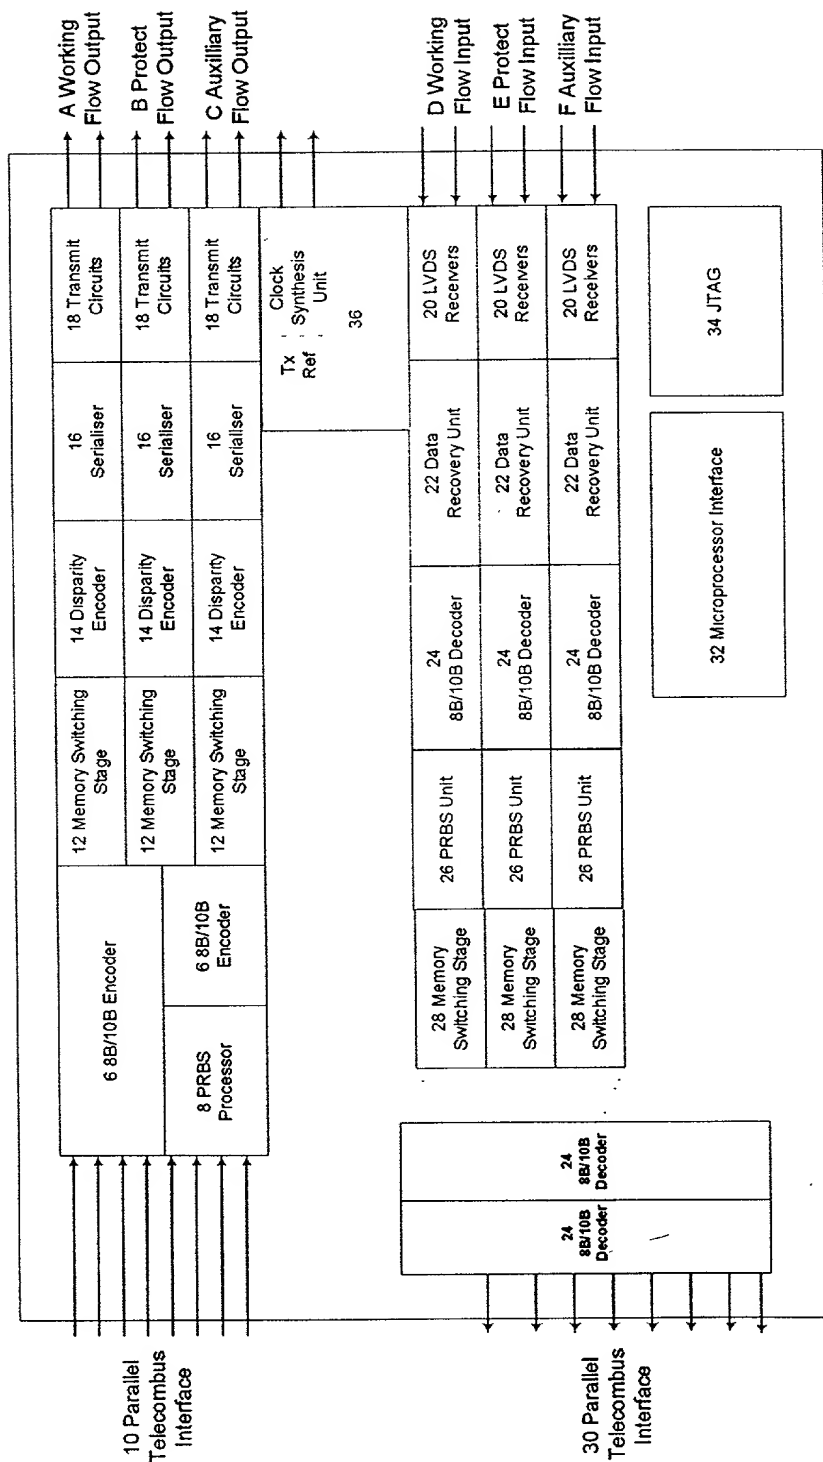 10 Parallel
Telecombus
Interface
6 8B/10B Encoder
8 PRBS
Processor
6 8B/10B
Encoder
12 Memory Switching
Stage
12 Memory Switching
Stage
12 Memory Switching
Stage
14 Disparity
Encoder
14 Disparity
Encoder
14 Disparity
Encoder
16
Serialiser
16
Serialiser
16
Serialiser
18 Transmit
Circuits
18 Transmit
Circuits
18 Transmit
Circuits
A Working
Flow Output
B Protect
Flow Output
C Auxilliary
Flow Output
Tx
Ref
Clock
Synthesis
Unit
36
30 Parallel
Telecombus
Interface
24
8B/10B
Decoder
24
8B/10B
Decoder
28 Memory
Switching Stage
28 Memory
Switching Stage
28 Memory
Switching Stage
26 PRBS Unit
26 PRBS Unit
26 PRBS Unit
24
8B/10B Decoder
24
8B/10B Decoder
24
8B/10B Decoder
22 Data
Recovery Unit
22 Data
Recovery Unit
22 Data
Recovery Unit
20 LVDS
Receivers
20 LVDS
Receivers
20 LVDS
Receivers
D Working
Flow Input
E Protect
Flow Input
F Auxilliary
Flow Input
32 Microprocessor Interface
34 JTAG